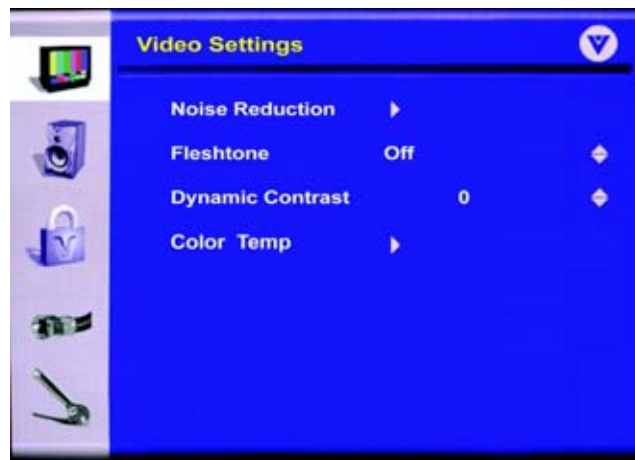 Video Settings
Noise Reduction
Fleshtone Off
Dynamic Contrast 0
Color Temp